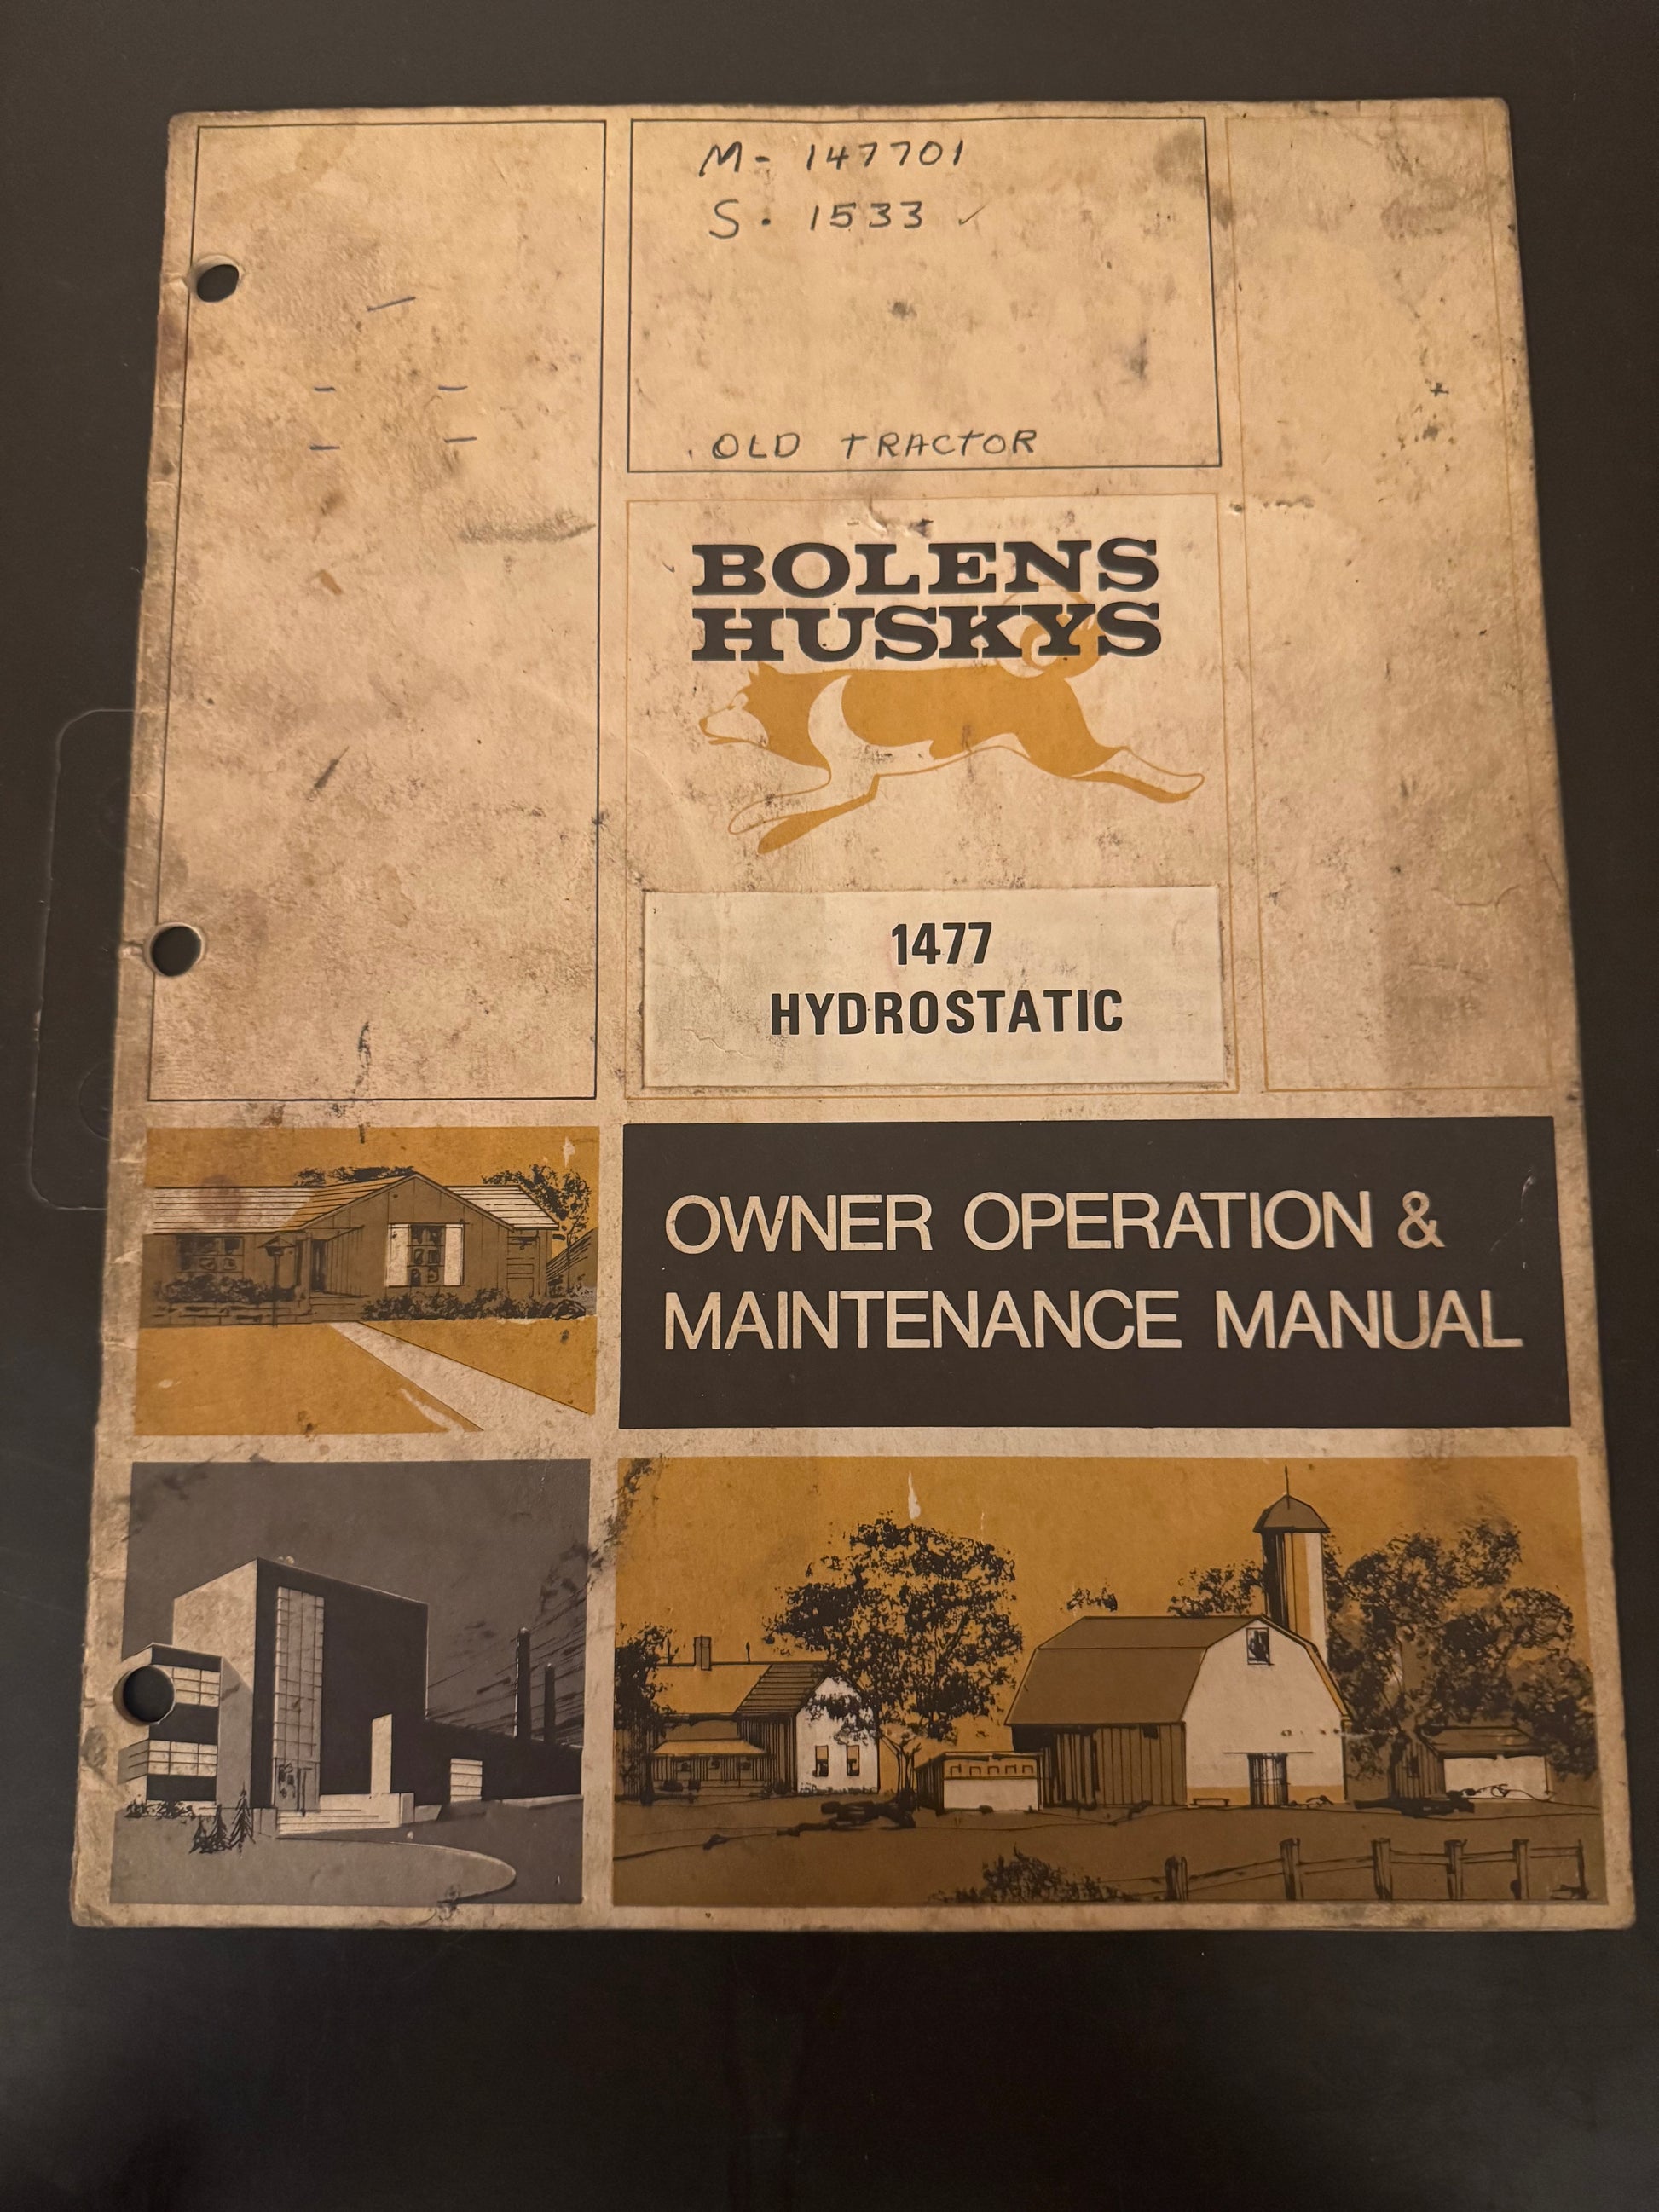 M- 147701
S. 1533 ✓
OLD TRACTOR
BOLENS
HUSKYS
1477
HYDROSTATIC
OWNER OPERATION &
MAINTENANCE MANUAL